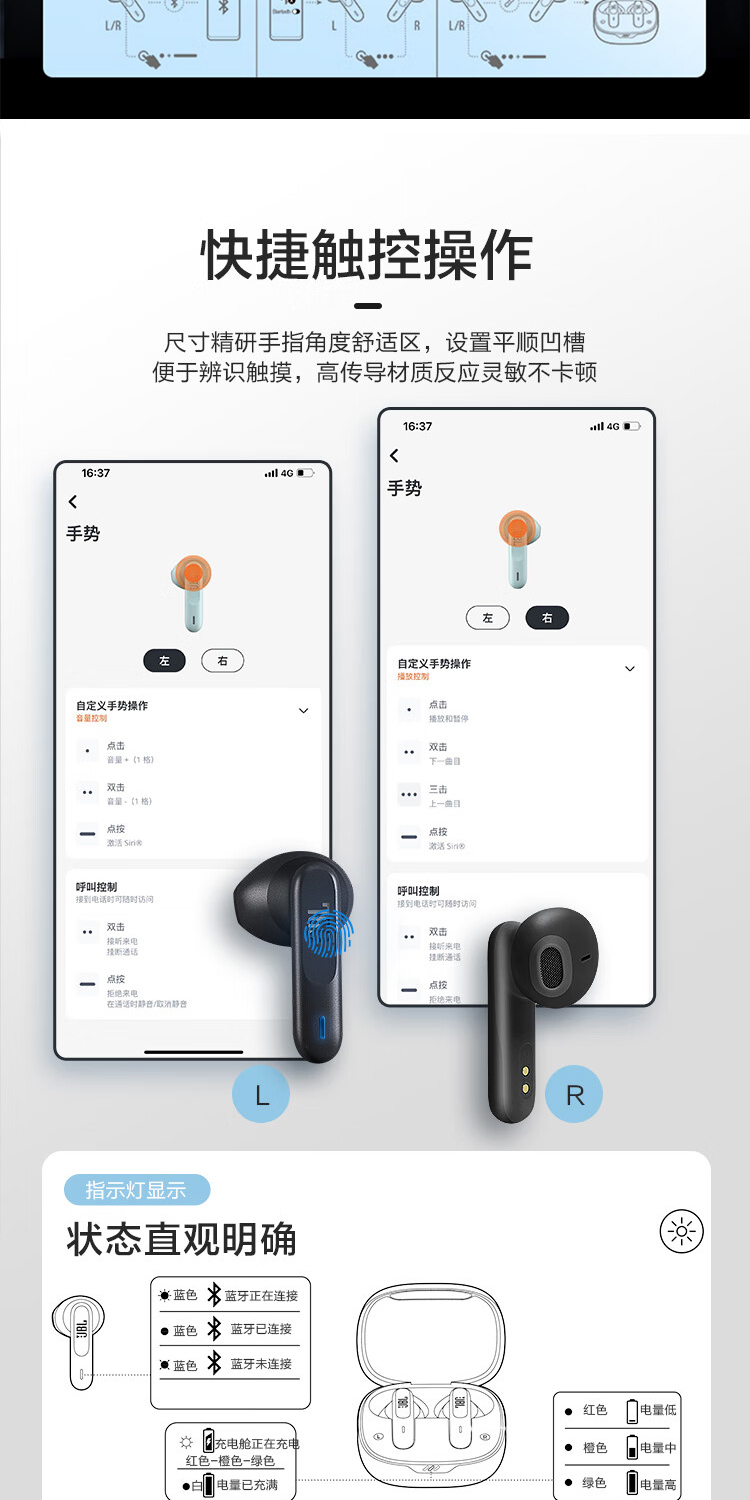 L/R
Bluetooth
L
R
L/R
快捷触控操作
尺寸精研手指角度舒适区，设置平顺凹槽
便于辨识触摸，高传导材质反应灵敏不卡顿
16:37
4G
手势
左
右
自定义手势操作
音量控制
点击
音量 +（1 格）
双击
音量 -（1 格）
点按
激活 Siri®
呼叫控制
接到电话时可随时访问
双击
接听来电
挂断通话
点按
拒绝来电
在通话时静音/取消静音
L
16:37
4G
手势
左
右
自定义手势操作
播放控制
点击
播放和暂停
双击
下一曲目
三击
上一曲目
点按
激活 Siri®
呼叫控制
接到电话时可随时访问
双击
接听来电
挂断通话
点按
拒绝来电
R
指示灯显示
状态直观明确
JBL
蓝色 蓝牙正在连接
蓝色 蓝牙已连接
蓝色 蓝牙未连接
JBL
JBL
充电舱正在充电
红色-橙色-绿色
白 电量已充满
红色 电量低
橙色 电量中
绿色 电量高